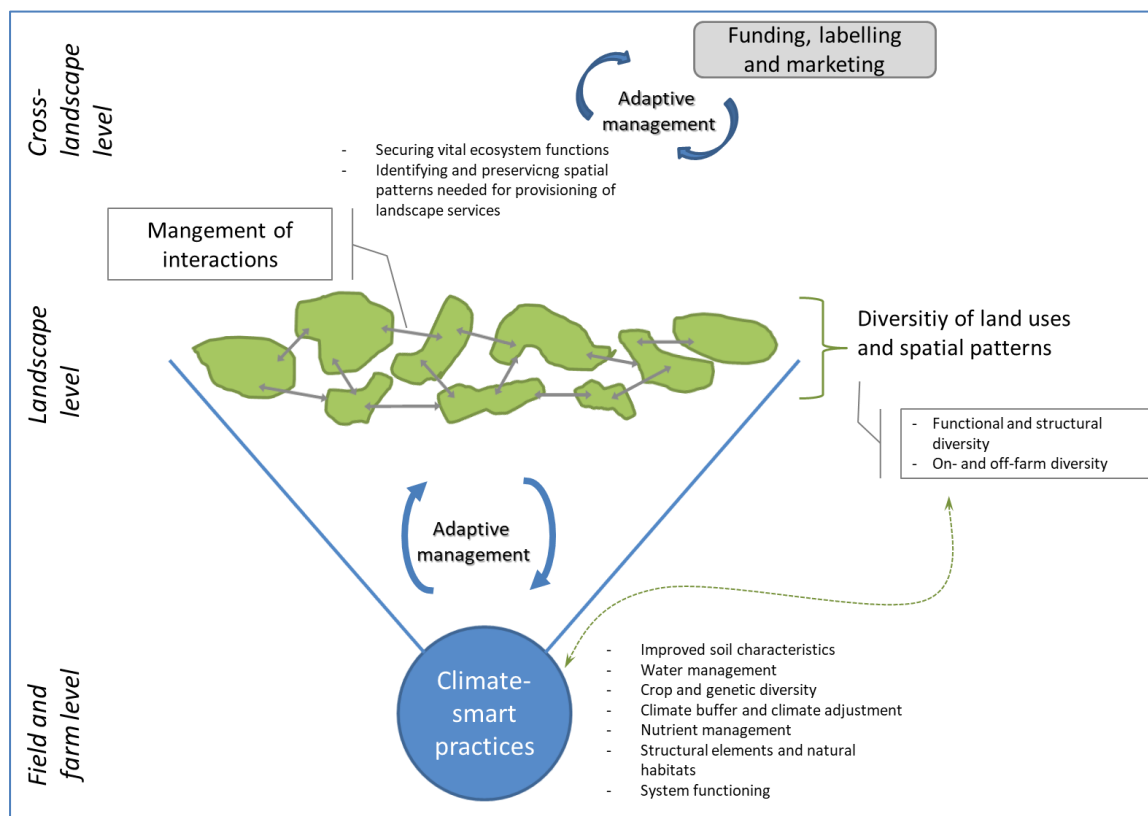 Cross-
landscape
level
Funding, labelling
and marketing
Adaptive
management
- Securing vital ecosystem functions
- Identifying and preservicng spatial
patterns needed for provisioning of
landscape services
Mangement of
interactions
Landscape
level
Diversitiy of land uses
and spatial patterns
- Functional and structural
diversity
- On- and off-farm diversity
Adaptive
management
Field and
farm level
Climate-
smart
practices
- Improved soil characteristics
- Water management
- Crop and genetic diversity
- Climate buffer and climate adjustment
- Nutrient management
- Structural elements and natural
habitats
- System functioning